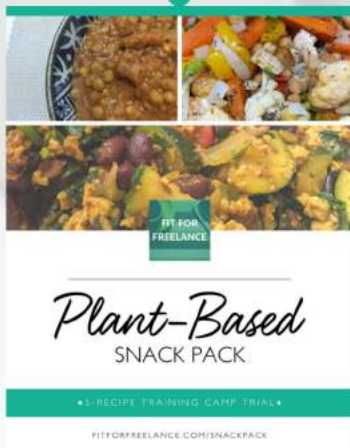 FIT FOR
FREELANCE
Plant-Based
SNACK PACK
•5-RECIPE TRAINING CAMP TRIAL•
FITFORFREELANCE.COM/SNACKPACK